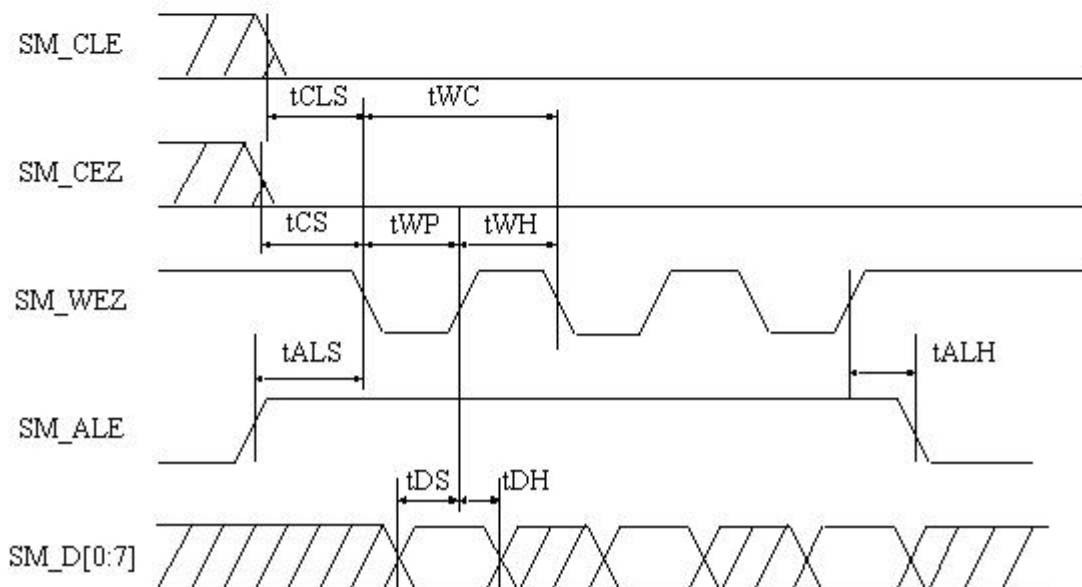 SM_CLE
tCLS tWC
SM_CEZ
tCS tWP tWH
SM_WEZ
tALS tALH
SM_ALE
tDS tDH
SM_D[0:7]